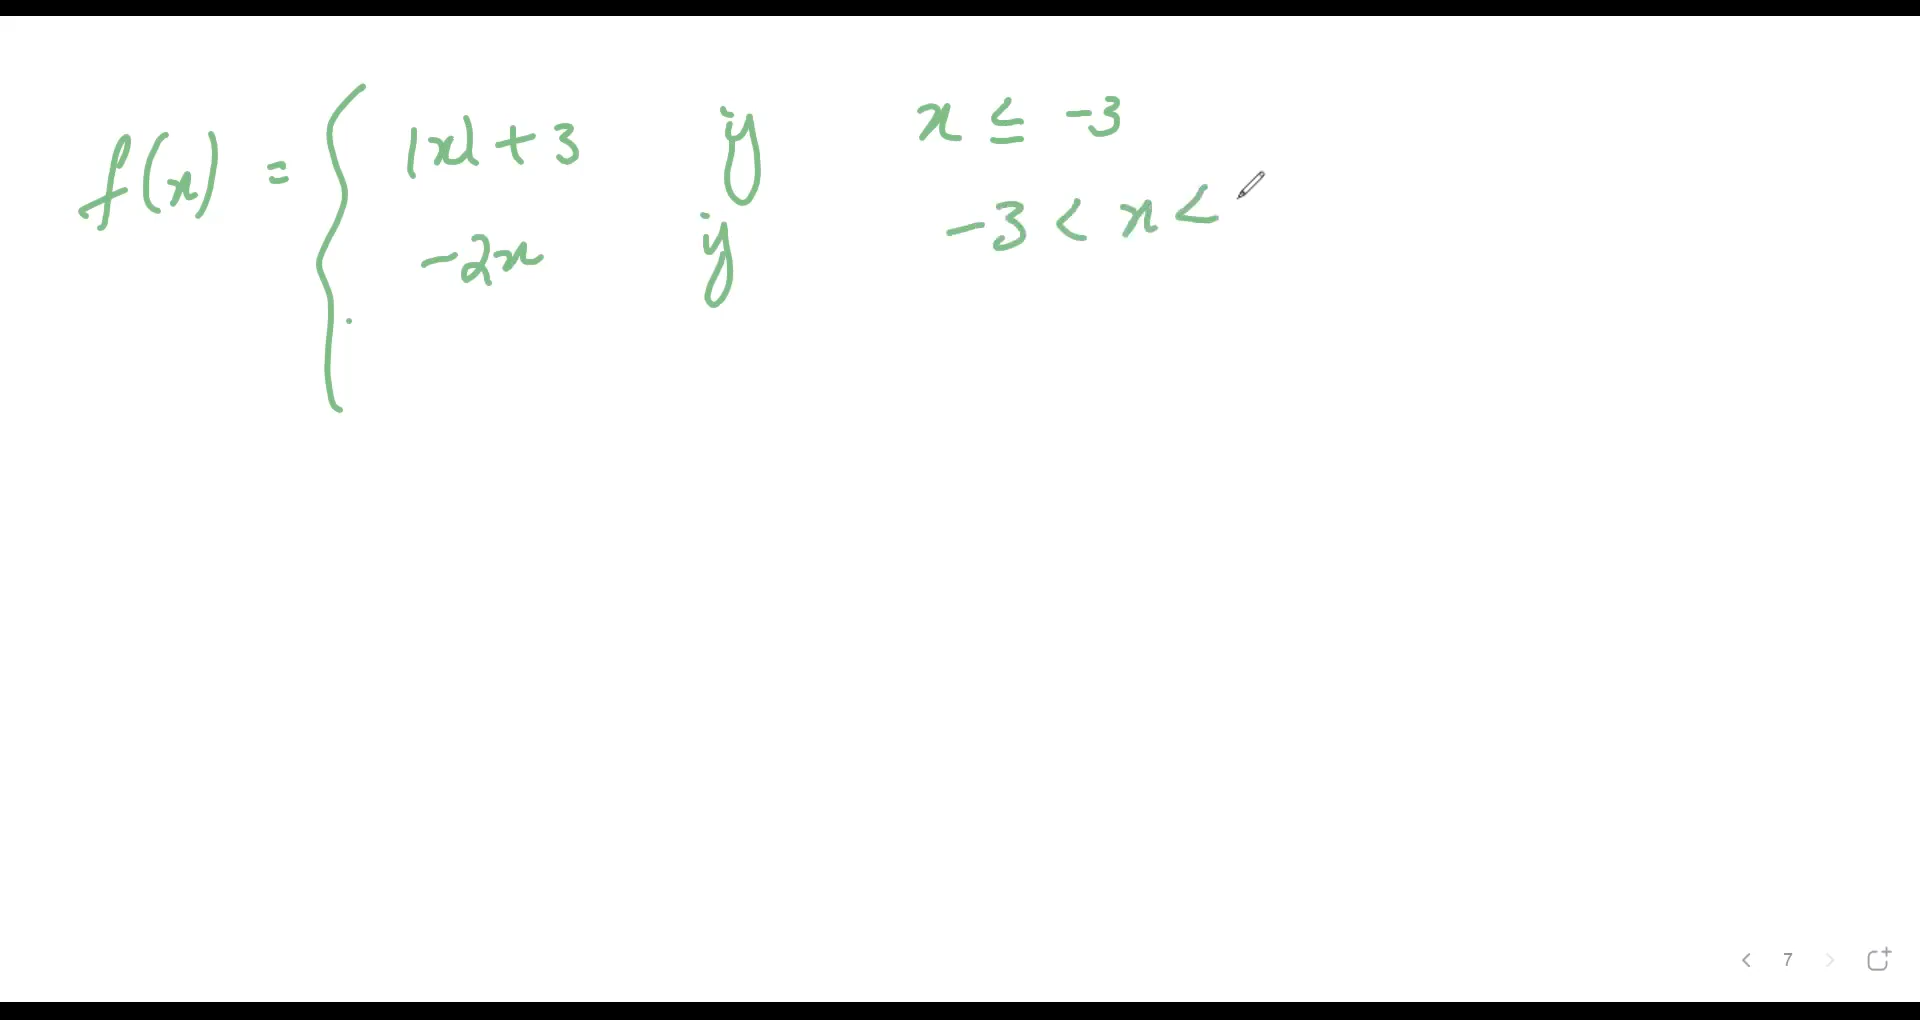 f(x) = { |x| + 3 if x ≤ -3
-2x if -3 < x <
7